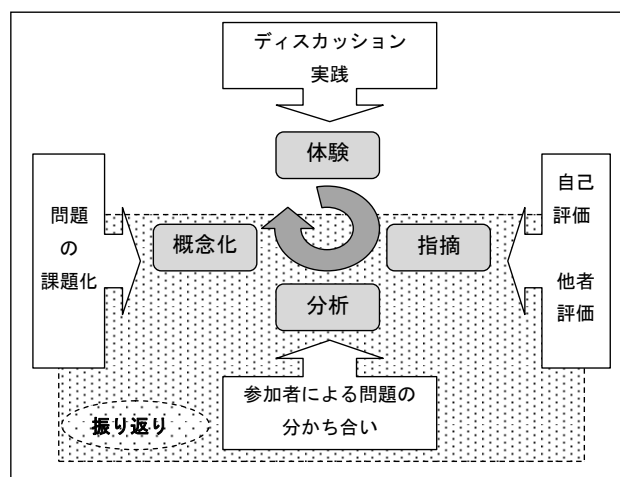 ディスカッション
実践
体験
問題
の
課題化
概念化
指摘
自己
評価
他者
評価
分析
参加者による問題の
分かち合い
振り返り